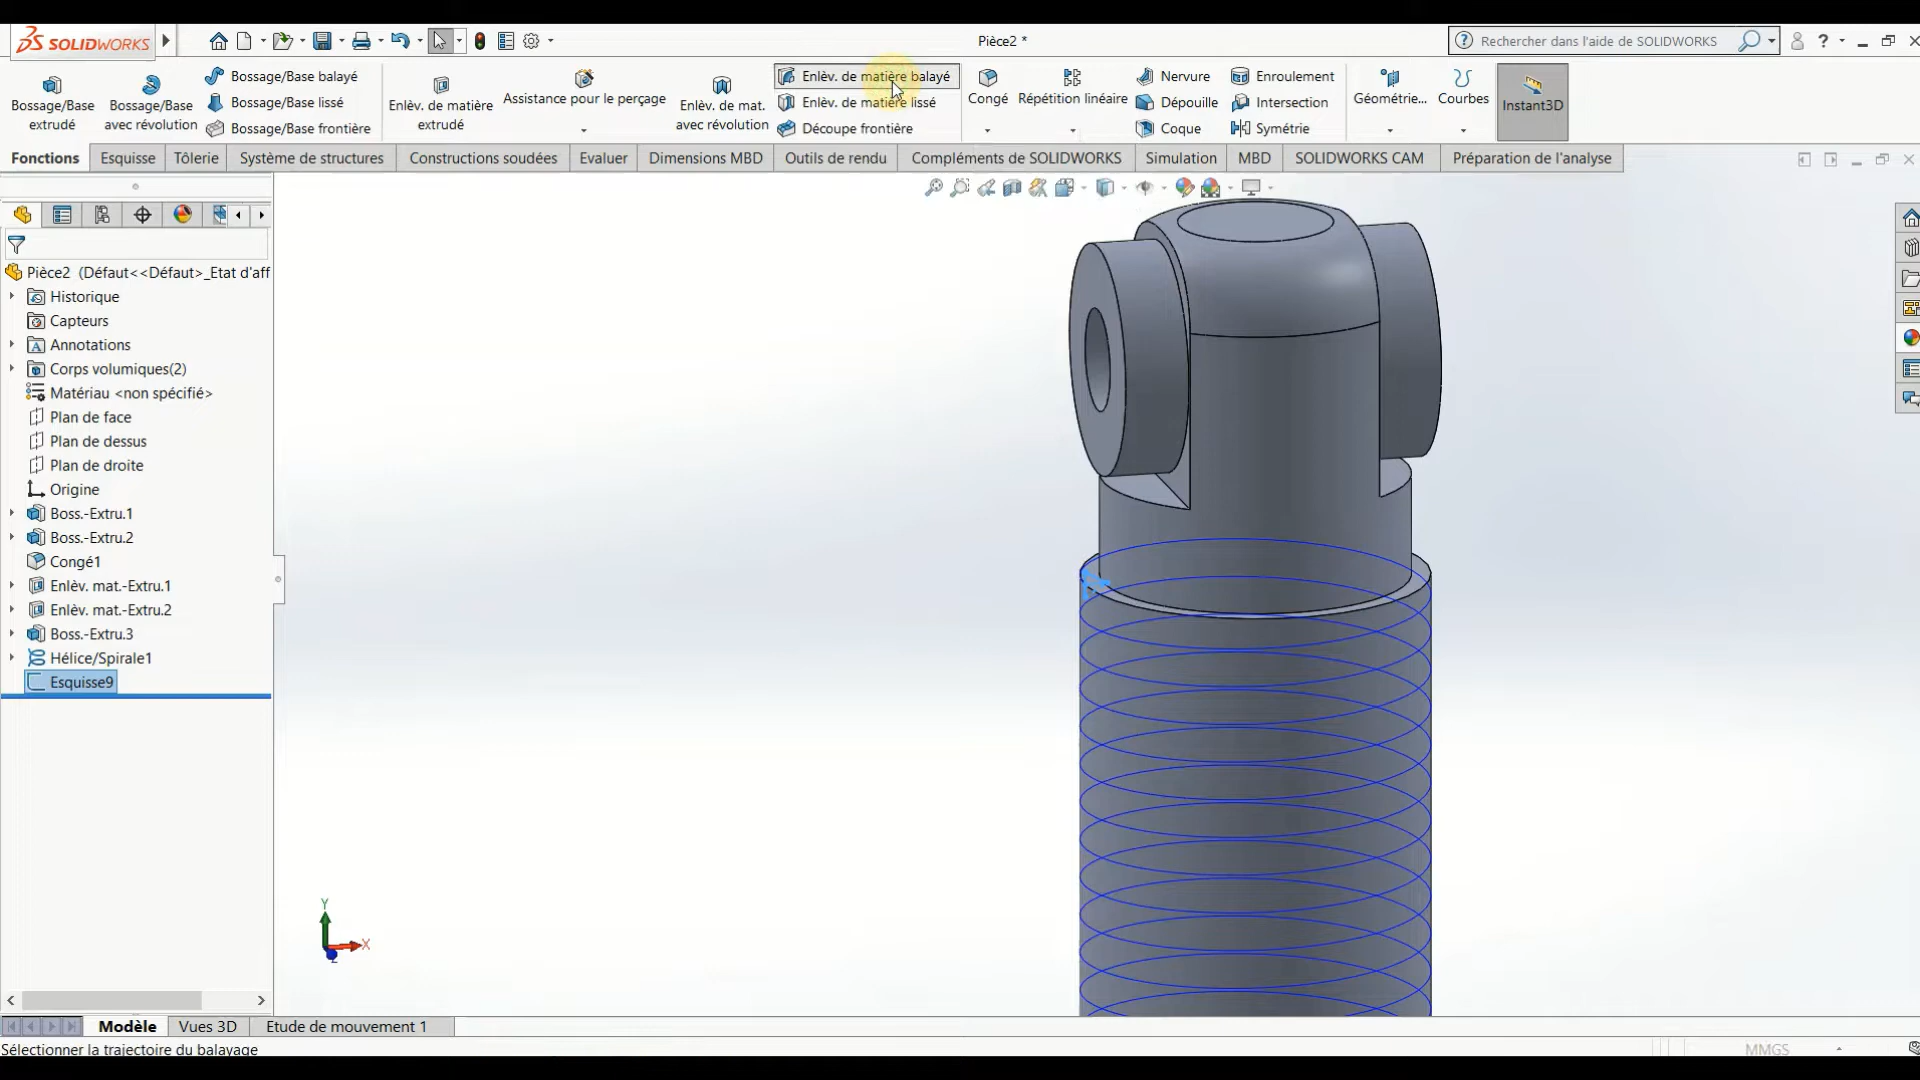 SOLIDWORKS
Pièce2 *
Rechercher dans l'aide de SOLIDWORKS
Bossage/Base extrudé
Bossage/Base avec révolution
Bossage/Base balayé
Bossage/Base lissé
Bossage/Base frontière
Enlèv. de matière extrudé
Assistance pour le perçage
Enlèv. de mat. avec révolution
Enlèv. de matière balayé
Enlèv. de matière lissé
Découpe frontière
Congé
Répétition linéaire
Nervure
Dépouille
Coque
Enroulement
Intersection
Symétrie
Géométrie...
Courbes
Instant3D
Fonctions
Esquisse
Tôlerie
Système de structures
Constructions soudées
Evaluer
Dimensions MBD
Outils de rendu
Compléments de SOLIDWORKS
Simulation
MBD
SOLIDWORKS CAM
Préparation de l'analyse
Pièce2 (Défaut<<Défaut>_Etat d'aff
Historique
Capteurs
Annotations
Corps volumiques(2)
Matériau <non spécifié>
Plan de face
Plan de dessus
Plan de droite
Origine
Boss.-Extru.1
Boss.-Extru.2
Congé1
Enlèv. mat.-Extru.1
Enlèv. mat.-Extru.2
Boss.-Extru.3
Hélice/Spirale1
Esquisse9
Y
X
Z
Modèle
Vues 3D
Etude de mouvement 1
Sélectionner la trajectoire du balayage
MMGS